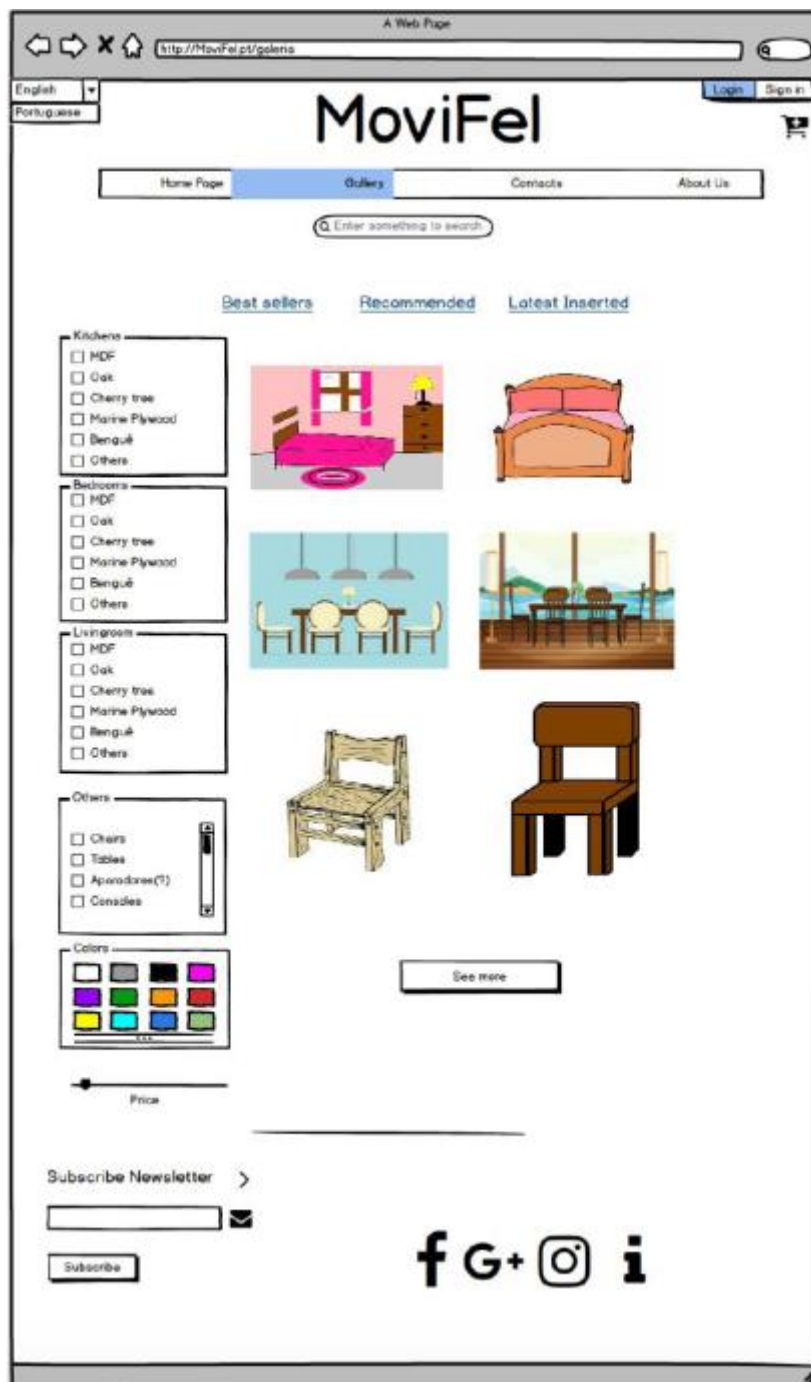 A Web Page
http://MoviFel.pt/galeria
English
Login Sign in
Portuguese
MoviFel
Home Page Gallery Contacts About Us
Enter something to search
Best sellers Recommended Latest Inserted
Kitchens
MDF
Oak
Cherry tree
Marine Plywood
Benguê
Others
Bedrooms
MDF
Oak
Cherry tree
Marine Plywood
Benguê
Others
Livingroom
MDF
Oak
Cherry tree
Marine Plywood
Benguê
Others
Others
Chairs
Tables
Aparadores(?)
Consoles
Colors
See more
Price
Subscribe Newsletter
Subscribe